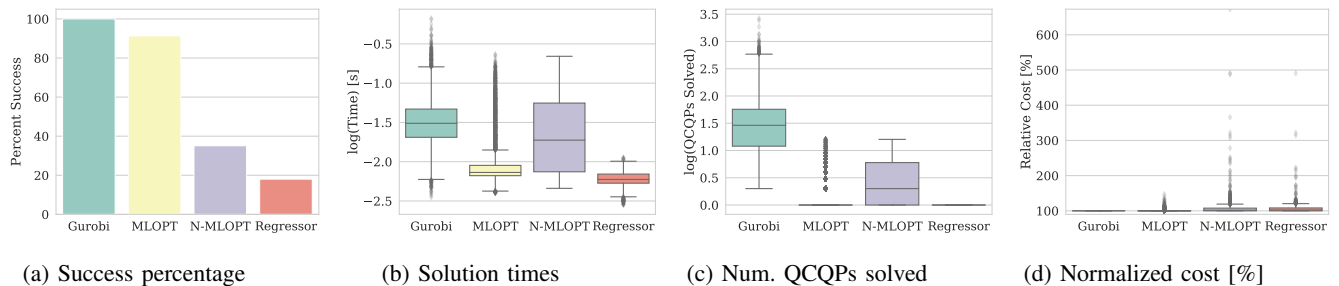 100
80
60
40
20
0
Percent Success
Gurobi MLOPT N-MLOPT Regressor
(a) Success percentage
−0.5
−1.0
−1.5
−2.0
−2.5
log(Time) [s]
Gurobi MLOPT N-MLOPT Regressor
(b) Solution times
3.5
3.0
2.5
2.0
1.5
1.0
0.5
0.0
log(QCQPs Solved)
Gurobi MLOPT N-MLOPT Regressor
(c) Num. QCQPs solved
600
500
400
300
200
100
Relative Cost [%]
Gurobi MLOPT N-MLOPT Regressor
(d) Normalized cost [%]